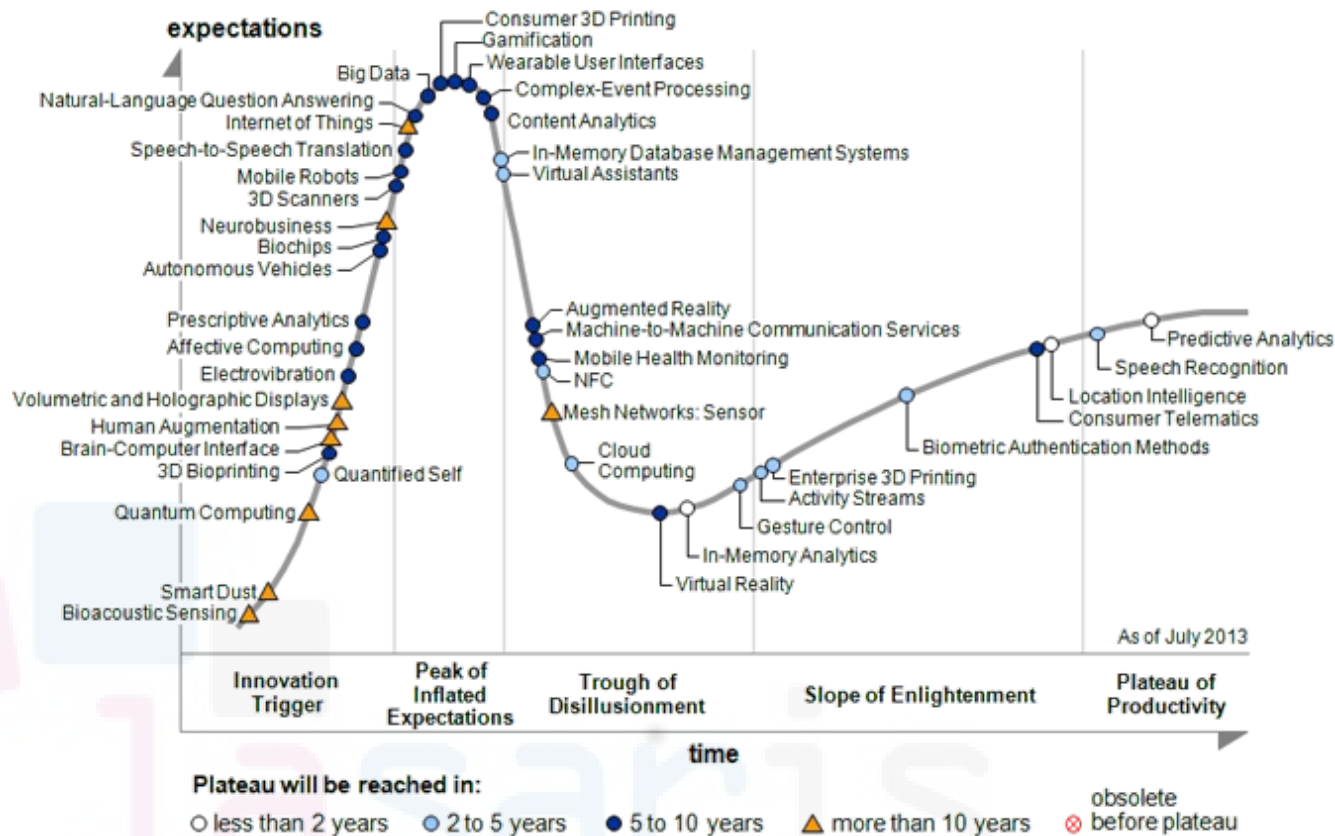 expectations
Consumer 3D Printing
Gamification
Wearable User Interfaces
Big Data
Complex-Event Processing
Natural-Language Question Answering
Content Analytics
Internet of Things
Speech-to-Speech Translation
In-Memory Database Management Systems
Mobile Robots
Virtual Assistants
3D Scanners
Neurobusiness
Biochips
Autonomous Vehicles
Augmented Reality
Prescriptive Analytics
Machine-to-Machine Communication Services
Predictive Analytics
Affective Computing
Mobile Health Monitoring
Speech Recognition
Electrovibration
NFC
Location Intelligence
Volumetric and Holographic Displays
Mesh Networks: Sensor
Consumer Telematics
Human Augmentation
Brain-Computer Interface
Biometric Authentication Methods
3D Bioprinting
Quantified Self
Cloud
Computing
Enterprise 3D Printing
Activity Streams
Quantum Computing
Gesture Control
In-Memory Analytics
Virtual Reality
Smart Dust
Bioacoustic Sensing
As of July 2013
Innovation
Trigger
Peak of
Inflated
Expectations
Trough of
Disillusionment
Slope of Enlightenment
Plateau of
Productivity
time
Plateau will be reached in:
less than 2 years
2 to 5 years
5 to 10 years
more than 10 years
obsolete
before plateau
lasaris